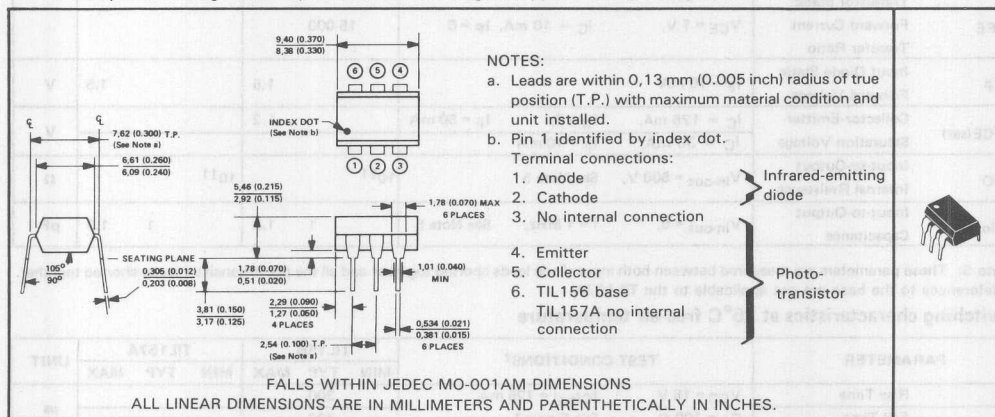 9,40 (0.370)
8,38 (0.330)
⑥ ⑤ ④
INDEX DOT
(See Note b)
① ② ③
℄ ℄
7,62 (0.300) T.P.
(See Note a)
6,61 (0.260)
6,09 (0.240)
5,46 (0.215)
2,92 (0.115)
1,78 (0.070) MAX
6 PLACES
SEATING PLANE
105°
90°
0,305 (0.012)
0,203 (0.008)
1,78 (0.070)
0,51 (0.020)
1,01 (0.040)
MIN
3,81 (0.150)
3,17 (0.125)
2,29 (0.090)
1,27 (0.050)
4 PLACES
0,534 (0.021)
0,381 (0.015)
6 PLACES
2,54 (0.100) T.P.
(See Note a)
NOTES:
a. Leads are within 0,13 mm (0.005 inch) radius of true
position (T.P.) with maximum material condition and
unit installed.
b. Pin 1 identified by index dot.
Terminal connections:
1. Anode
2. Cathode
3. No internal connection
Infrared-emitting
diode
4. Emitter
5. Collector
6. TIL156 base
TIL157A no internal
connection
Photo-
transistor
FALLS WITHIN JEDEC MO-001AM DIMENSIONS
ALL LINEAR DIMENSIONS ARE IN MILLIMETERS AND PARENTHETICALLY IN INCHES.